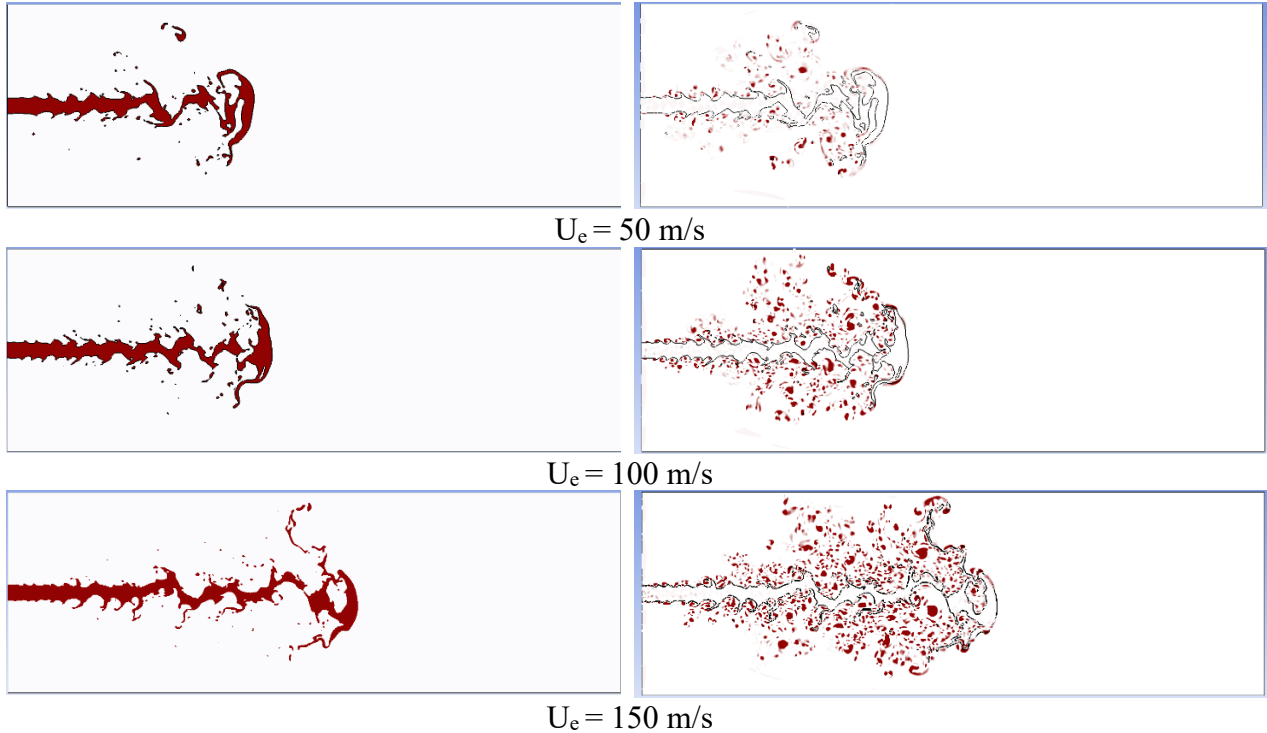 Uₑ = 50 m/s
Uₑ = 100 m/s
Uₑ = 150 m/s